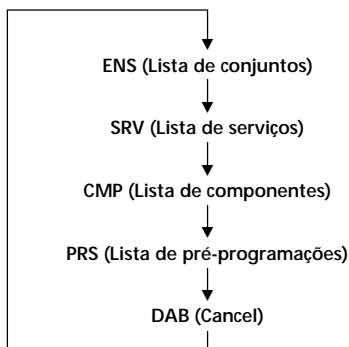 ENS (Lista de conjuntos)
SRV (Lista de serviços)
CMP (Lista de componentes)
PRS (Lista de pré-programações)
DAB (Cancel)